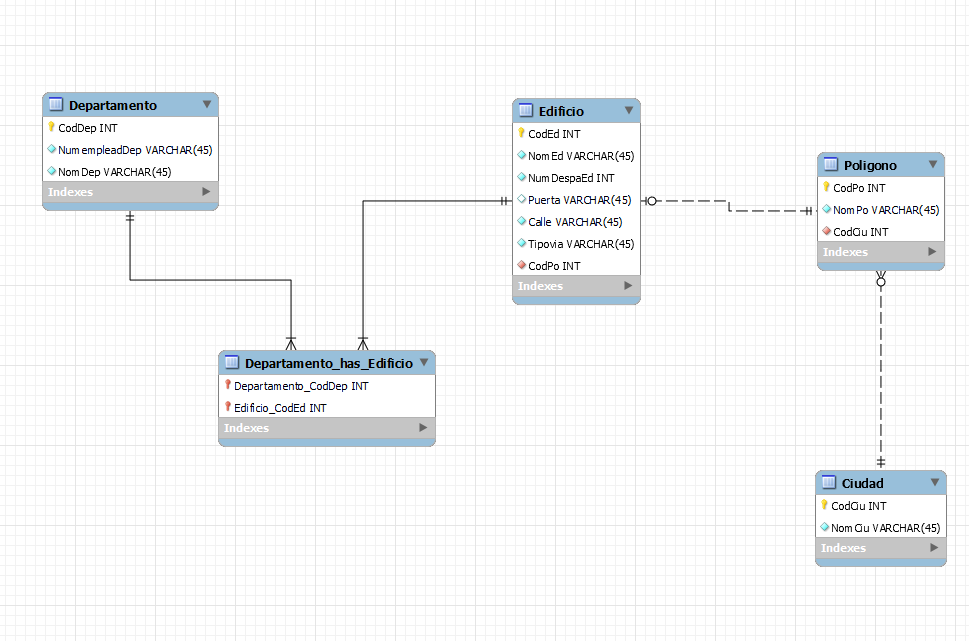 Departamento
CodDep INT
NumempleadDep VARCHAR(45)
NomDep VARCHAR(45)
Indexes
Edificio
CodEd INT
NomEd VARCHAR(45)
NumDespaEd INT
Puerta VARCHAR(45)
Calle VARCHAR(45)
Tipovia VARCHAR(45)
CodPo INT
Indexes
Poligono
CodPo INT
NomPo VARCHAR(45)
CodCiu INT
Indexes
Departamento_has_Edificio
Departamento_CodDep INT
Edificio_CodEd INT
Indexes
Ciudad
CodCiu INT
NomCiu VARCHAR(45)
Indexes